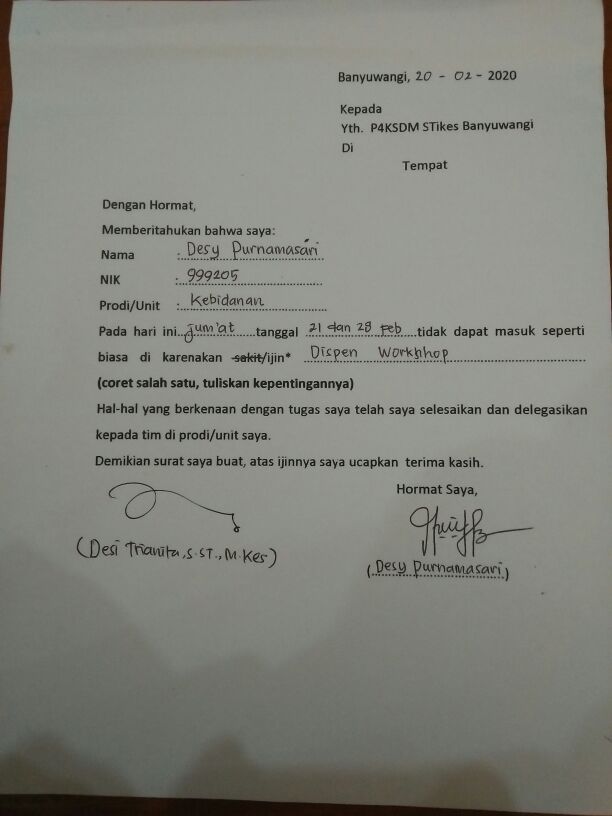 Banyuwangi, 20 - 02 - 2020
Kepada
Yth. P4KSDM STikes Banyuwangi
Di
Tempat
Dengan Hormat,
Memberitahukan bahwa saya:
Nama : Desy Purnamasari
NIK : 999205
Prodi/Unit : Kebidanan
Pada hari ini...jum'at......tanggal 21 dan 28 Feb...tidak dapat masuk seperti
biasa di karenakan sakit/ijin* Dispen Workhhop
(coret salah satu, tuliskan kepentingannya)
Hal-hal yang berkenaan dengan tugas saya telah saya selesaikan dan delegasikan
kepada tim di prodi/unit saya.
Demikian surat saya buat, atas ijinnya saya ucapkan terima kasih.
Hormat Saya,
(Desi Trianita, S.ST., M.Kes)
(Desy Purnamasari)